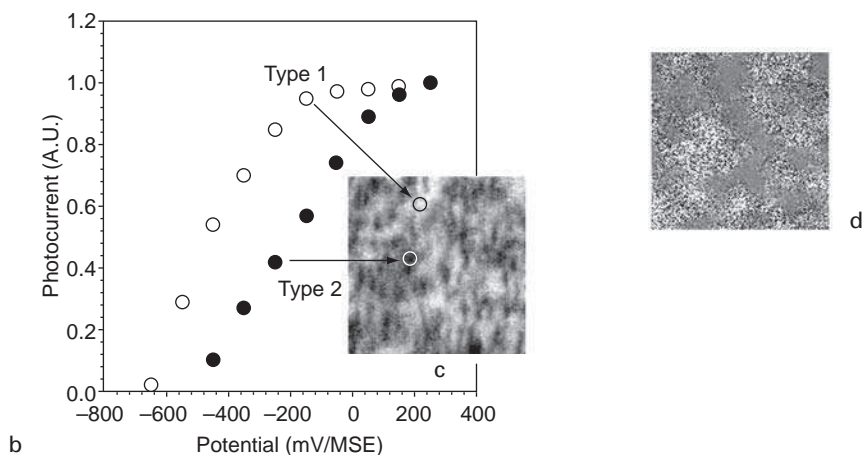 1.2
1.0
0.8
0.6
0.4
0.2
0.0
Photocurrent (A.U.)
Type 1
Type 2
c
d
–800 –600 –400 –200 0 200 400
b
Potential (mV/MSE)